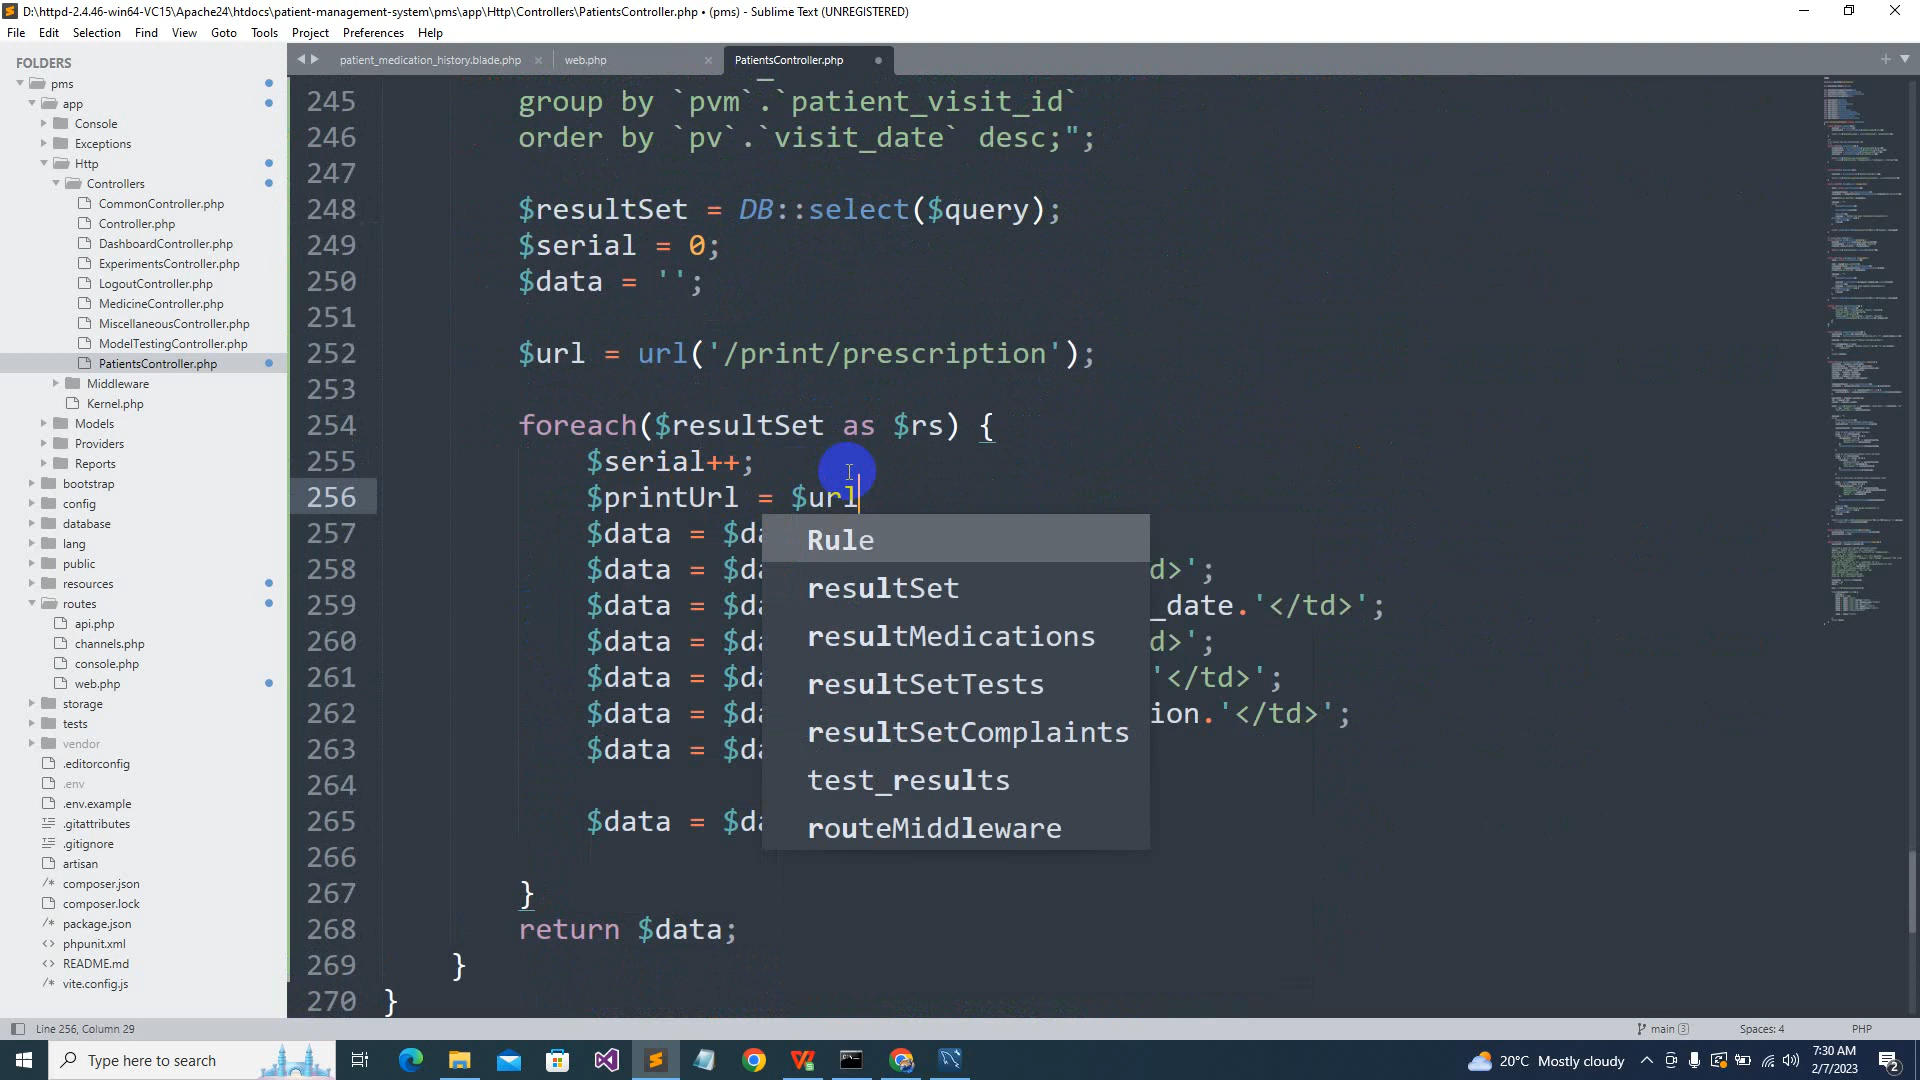 D:\httpd-2.4.46-win64-VC15\Apache24\htdocs\patient-management-system\pms\app\Http\Controllers\PatientsController.php • (pms) - Sublime Text (UNREGISTERED)
File Edit Selection Find View Goto Tools Project Preferences Help
FOLDERS
pms
app
Console
Exceptions
Http
Controllers
CommonController.php
Controller.php
DashboardController.php
ExperimentsController.php
LogoutController.php
MedicineController.php
MiscellaneousController.php
ModelTestingController.php
PatientsController.php
Middleware
Kernel.php
Models
Providers
Reports
bootstrap
config
database
lang
public
resources
routes
api.php
channels.php
console.php
web.php
storage
tests
vendor
.editorconfig
.env
.env.example
.gitattributes
.gitignore
artisan
composer.json
composer.lock
package.json
phpunit.xml
README.md
vite.config.js
patient_medication_history.blade.php
web.php
PatientsController.php
245 group by `pvm`.`patient_visit_id`
246 order by `pv`.`visit_date` desc;";
247
248 $resultSet = DB::select($query);
249 $serial = 0;
250 $data = '';
251
252 $url = url('/print/prescription');
253
254 foreach($resultSet as $rs) {
255 $serial++;
256 $printUrl = $url
257 $data = $da
258 $data = $da d>';
259 $data = $da _date.'</td>';
260 $data = $da d>';
261 $data = $da '</td>';
262 $data = $da ion.'</td>';
263 $data = $da
264
265 $data = $da
266
267 }
268 return $data;
269 }
270 }
Rule
resultSet
resultMedications
resultSetTests
resultSetComplaints
test_results
routeMiddleware
Line 256, Column 29
main 3
Spaces: 4
PHP
Type here to search
20°C Mostly cloudy
7:30 AM
2/7/2023
2